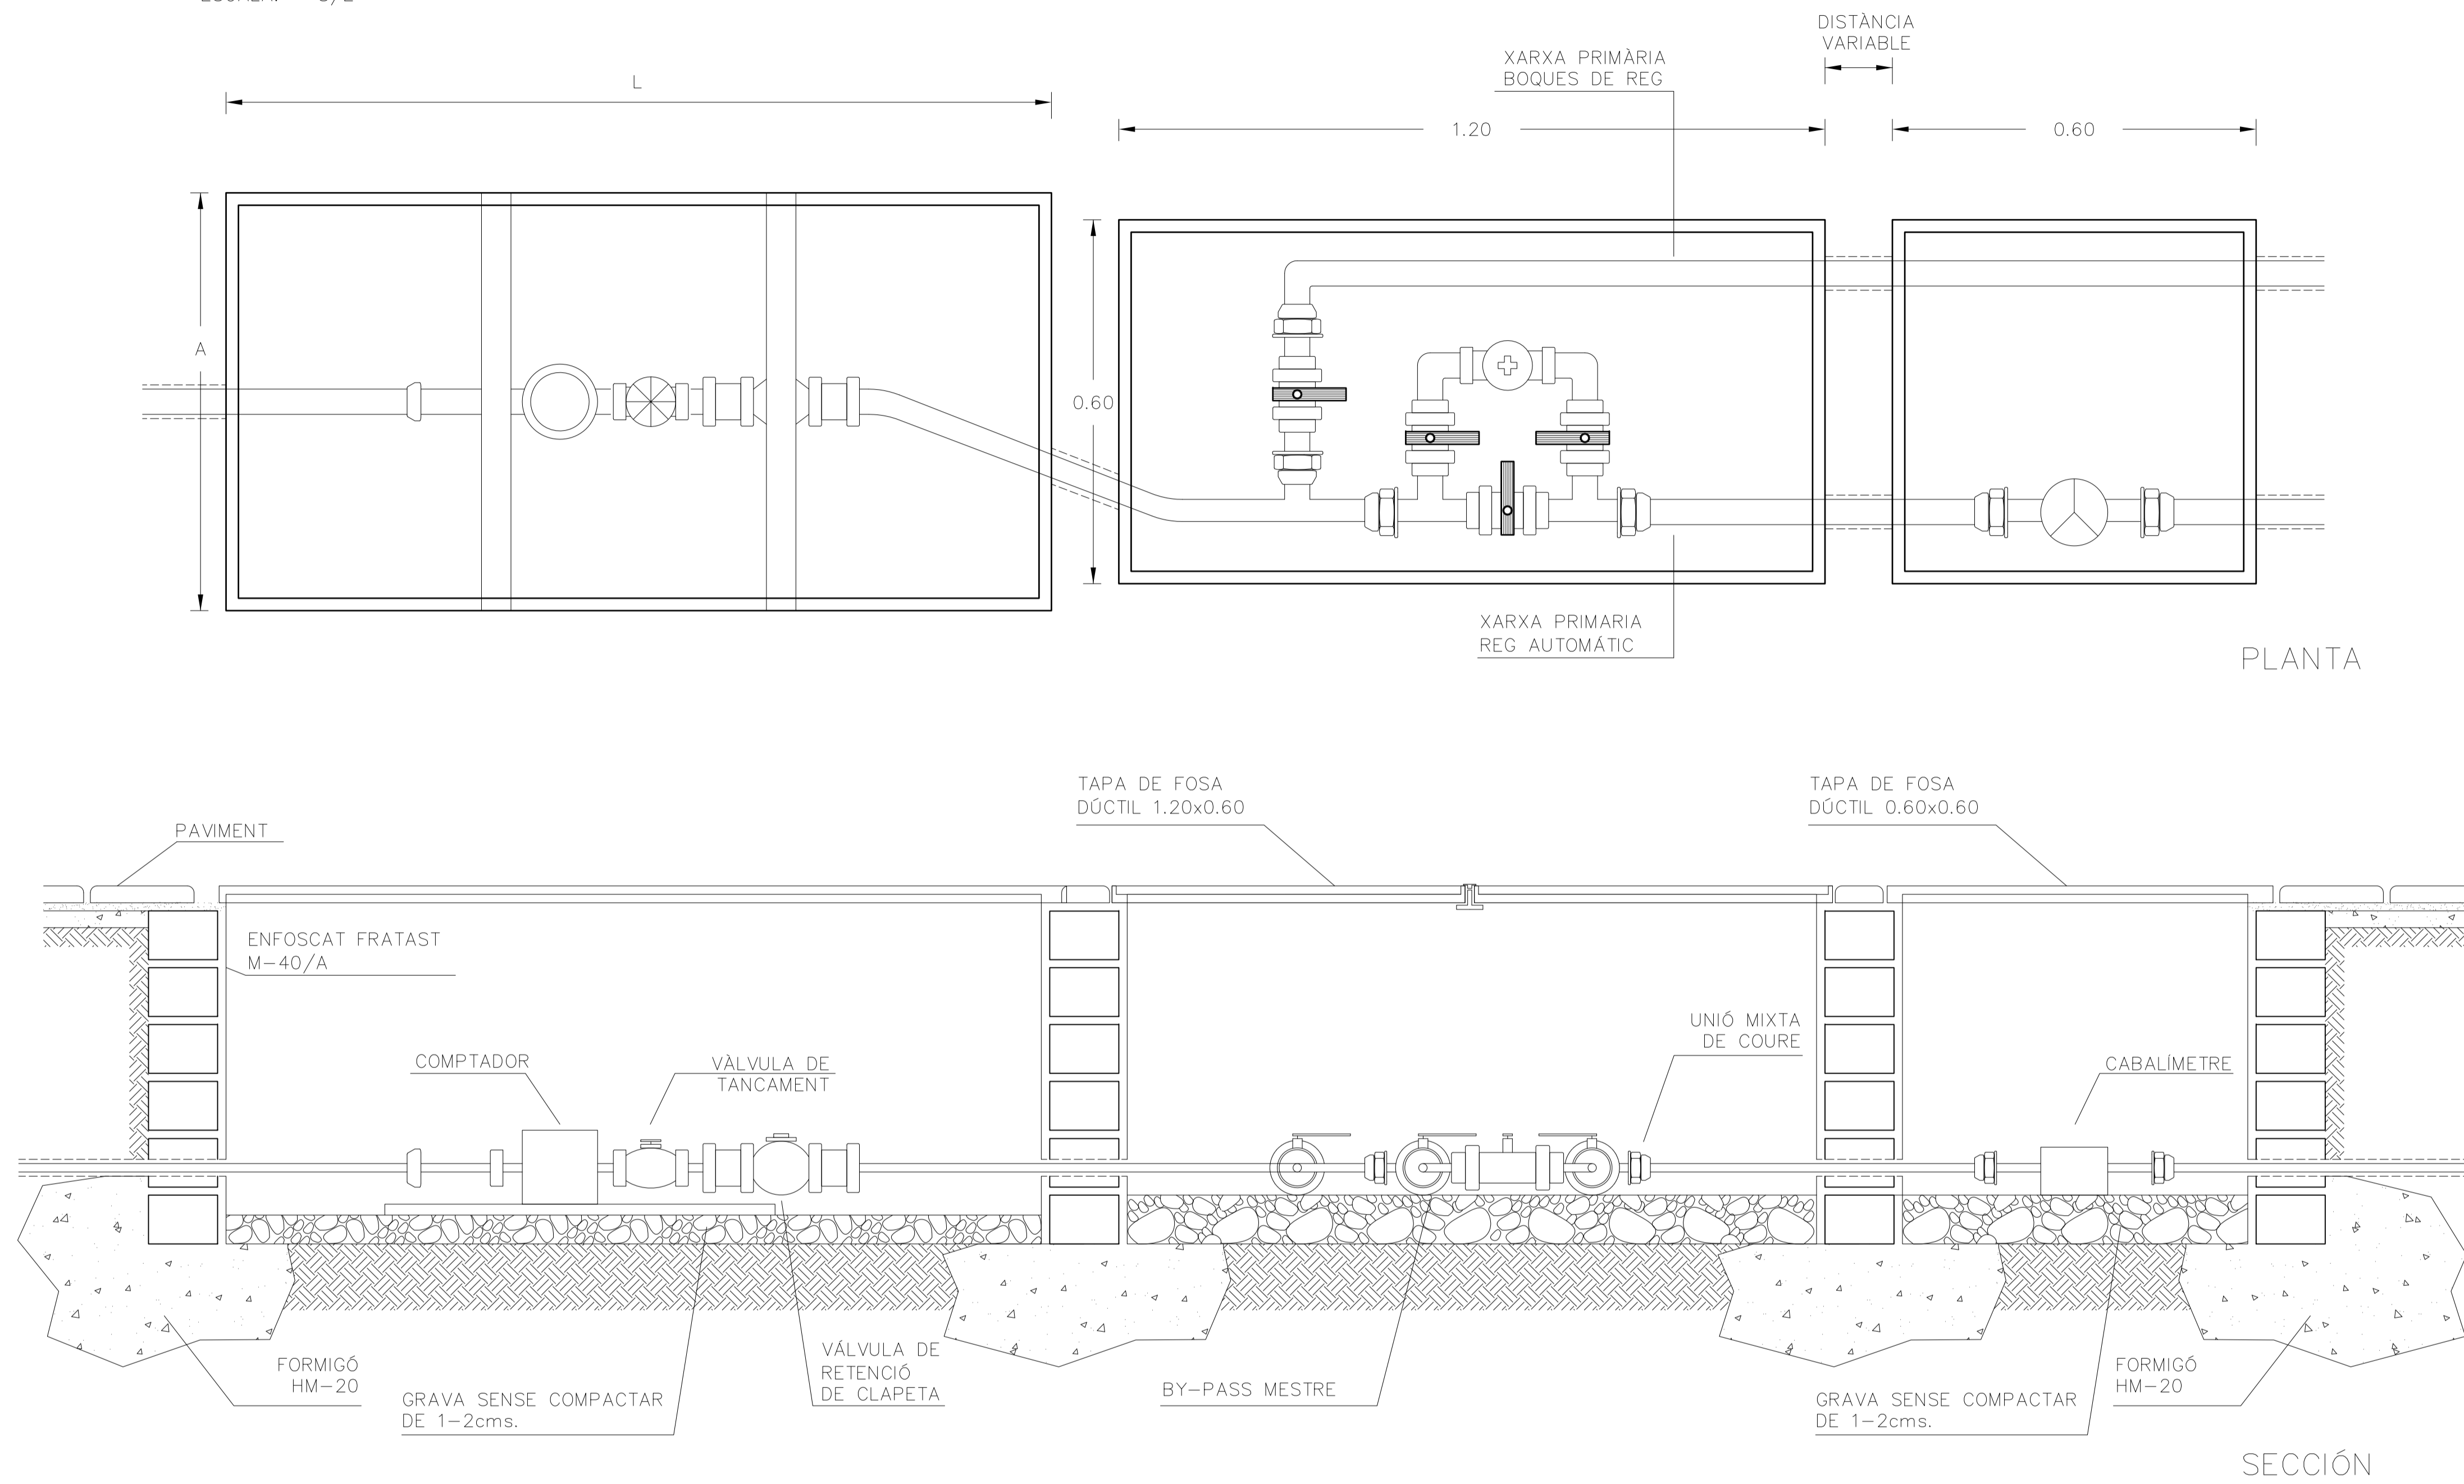 L
XARXA PRIMÀRIA
BOQUES DE REG
DISTÀNCIA
VARIABLE
1.20
0.60
A
0.60
XARXA PRIMARIA
REG AUTOMÁTIC
PLANTA
TAPA DE FOSA
DÚCTIL 1.20x0.60
TAPA DE FOSA
DÚCTIL 0.60x0.60
PAVIMENT
ENFOSCAT FRATAST
M-40/A
COMPTADOR
VÀLVULA DE
TANCAMENT
UNIÓ MIXTA
DE COURE
CABALÍMETRE
FORMIGÓ
HM-20
GRAVA SENSE COMPACTAR
DE 1-2cms.
VÁLVULA DE
RETENCIÓ
DE CLAPETA
BY-PASS MESTRE
GRAVA SENSE COMPACTAR
DE 1-2cms.
FORMIGÓ
HM-20
SECCIÓN